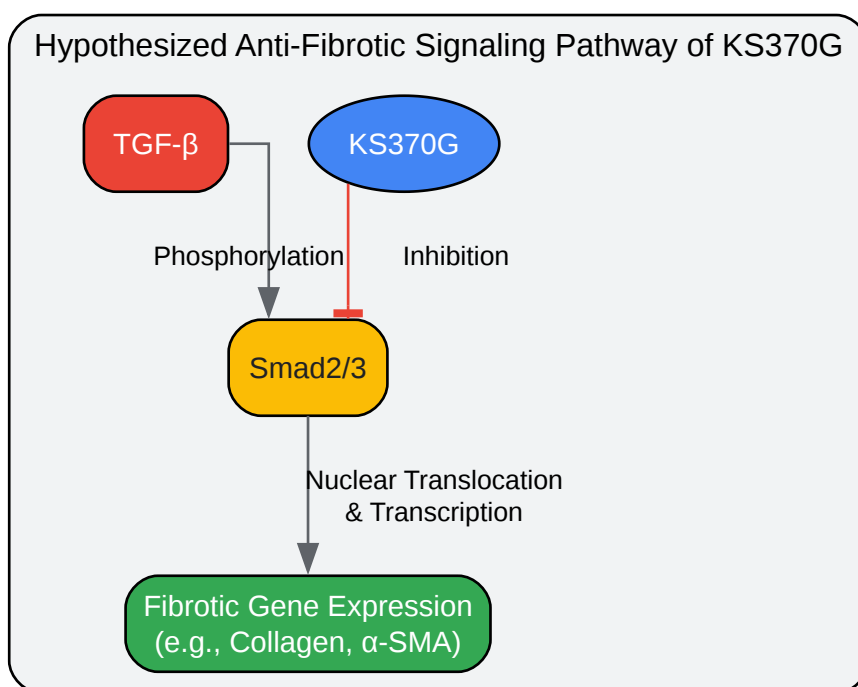 Hypothesized Anti-Fibrotic Signaling Pathway of KS370G
TGF-β
KS370G
Phosphorylation
Inhibition
Smad2/3
Nuclear Translocation
& Transcription
Fibrotic Gene Expression
(e.g., Collagen, α-SMA)